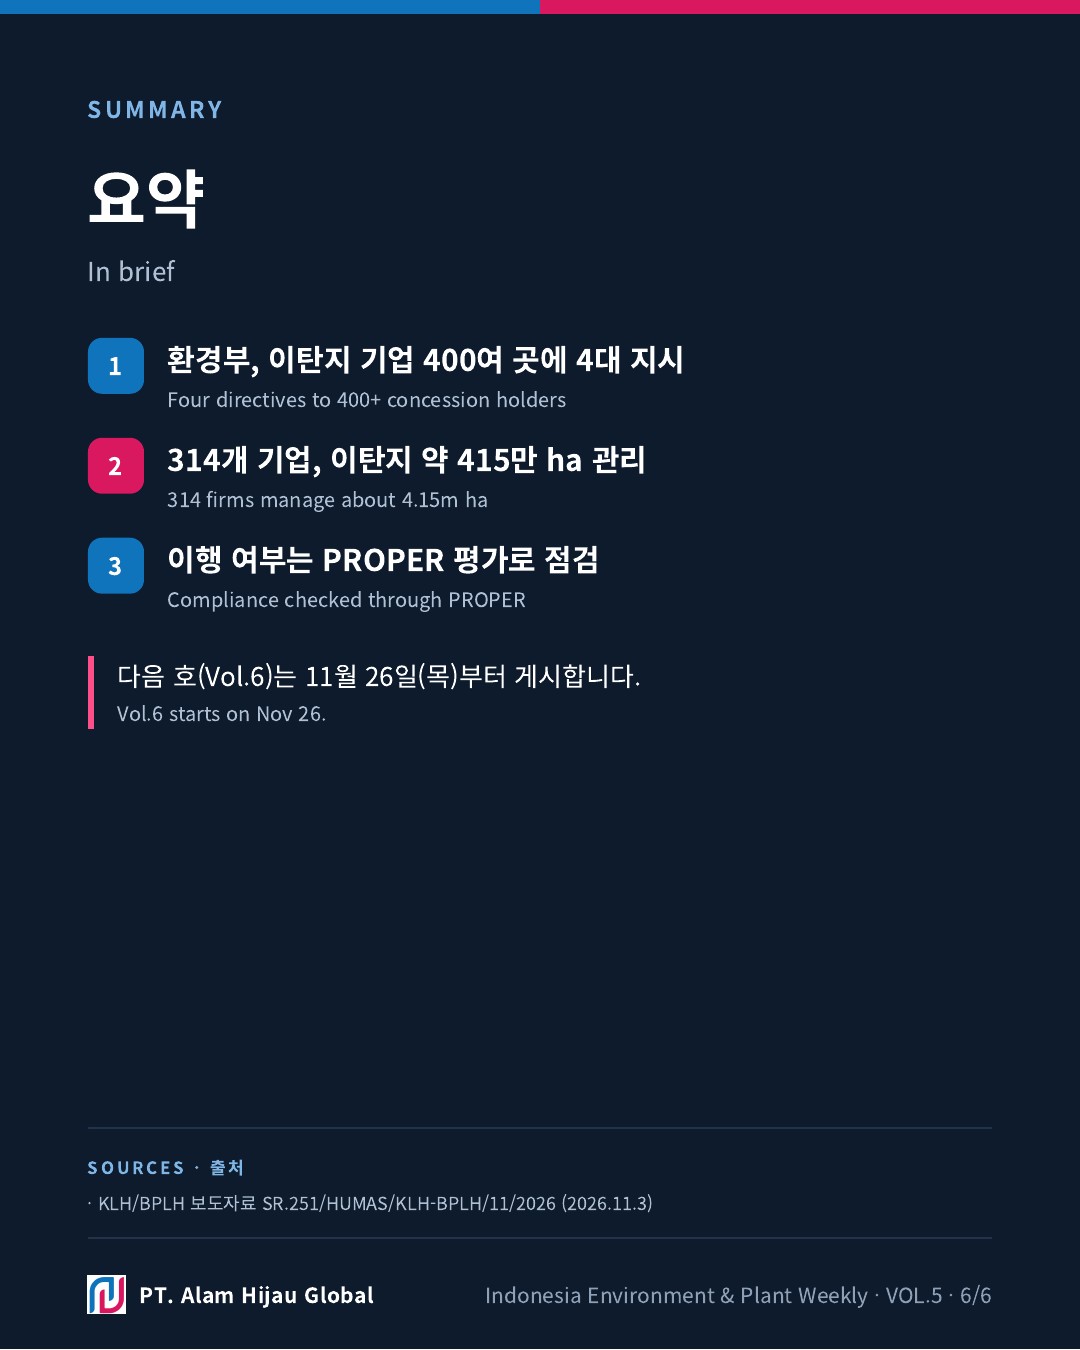 SUMMARY
요약
In brief
1
환경부, 이탄지 기업 400여 곳에 4대 지시
Four directives to 400+ concession holders
2
314개 기업, 이탄지 약 415만 ha 관리
314 firms manage about 4.15m ha
3
이행 여부는 PROPER 평가로 점검
Compliance checked through PROPER
다음 호(Vol.6)는 11월 26일(목)부터 게시합니다.
Vol.6 starts on Nov 26.
SOURCES · 출처
· KLH/BPLH 보도자료 SR.251/HUMAS/KLH-BPLH/11/2026 (2026.11.3)
PT. Alam Hijau Global
Indonesia Environment & Plant Weekly · VOL.5 · 6/6